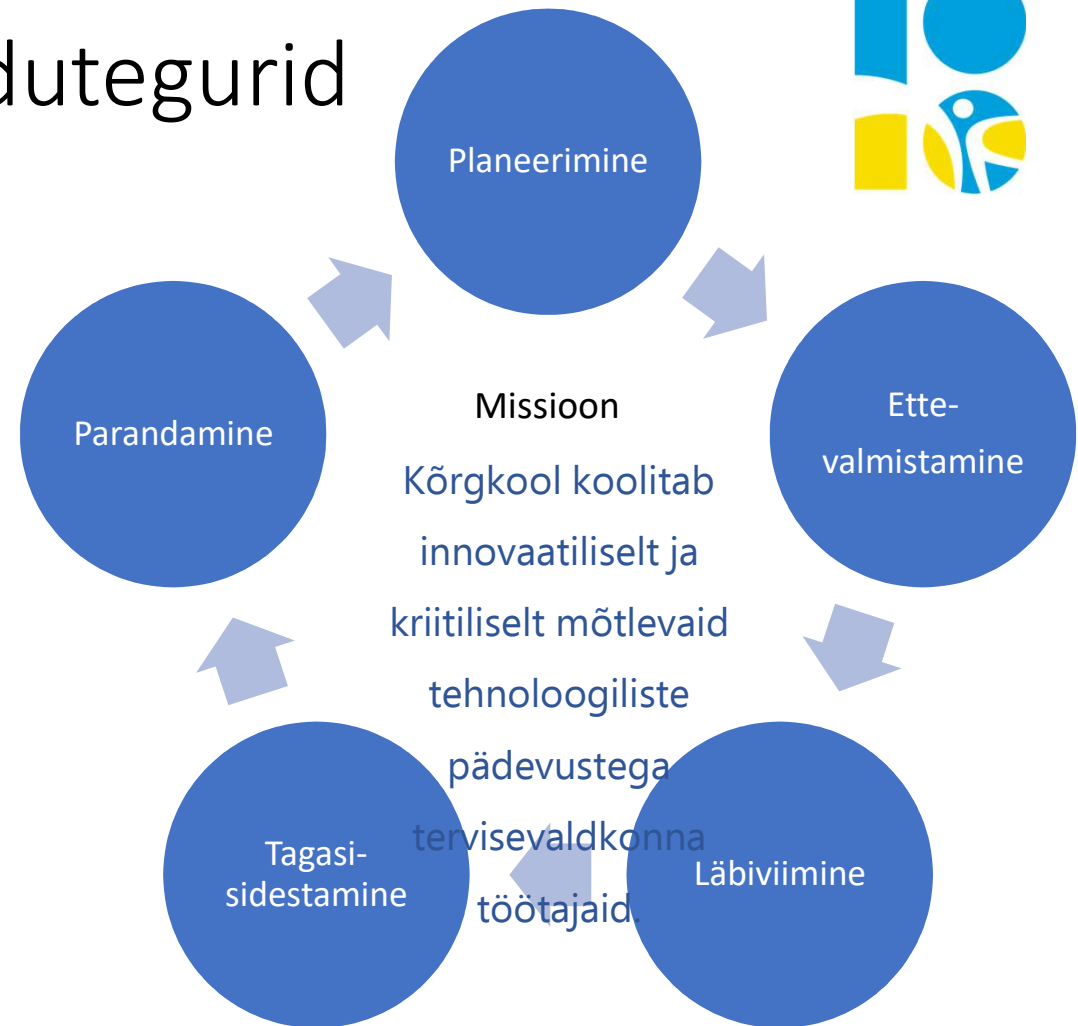 dutegurid
Planeerimine
Ette-
valmistamine
Läbiviimine
Tagasi-
sidestamine
Parandamine
Missioon
Kõrgkool koolitab
innovaatiliselt ja
kriitiliselt mõtlevaid
tehnoloogiliste
pädevustega
tervisevaldkonna
töötajaid.